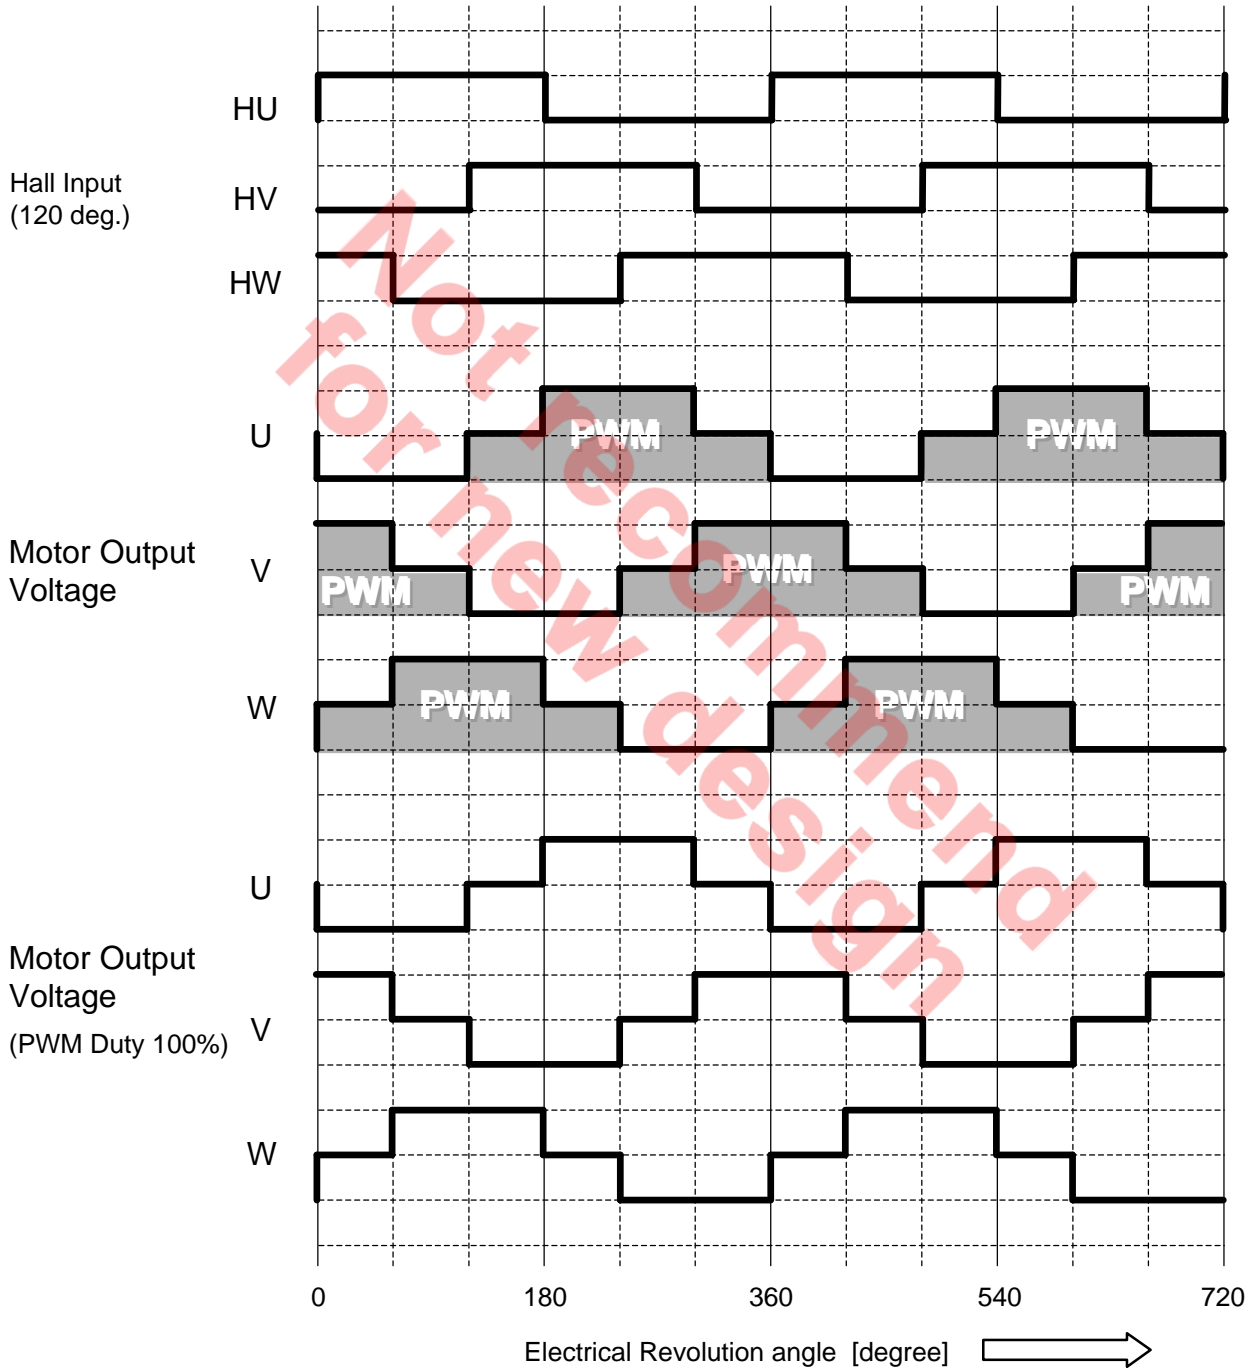 HU
Hall Input
(120 deg.)
HV
HW
U
PWM
PWM
Motor Output
Voltage
V
PWM
PWM
PWM
W
PWM
PWM
U
Motor Output
Voltage
(PWM Duty 100%)
V
W
0
180
360
540
720
Electrical Revolution angle [degree]
Not recommend
for new design